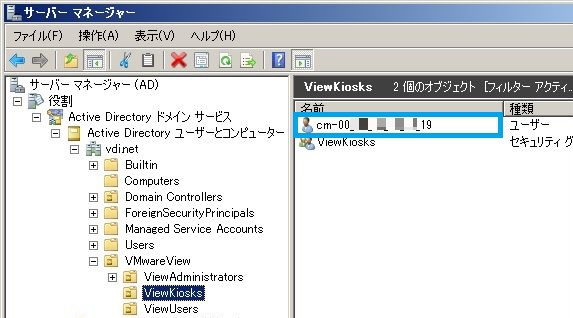 サーバー マネージャー
ファイル(F) 操作(A) 表示(V) ヘルプ(H)
サーバー マネージャー (AD)
役割
Active Directory ドメイン サービス
Active Directory ユーザーとコンピューター
vdi.net
Builtin
Computers
Domain Controllers
ForeignSecurityPrincipals
Managed Service Accounts
Users
VMwareView
ViewAdministrators
ViewKiosks
ViewUsers
ViewKiosks 2 個のオブジェクト [フィルター アクティ...
名前 種類
cm-00_ _ _ _ _19 ユーザー
ViewKiosks セキュリティ グ